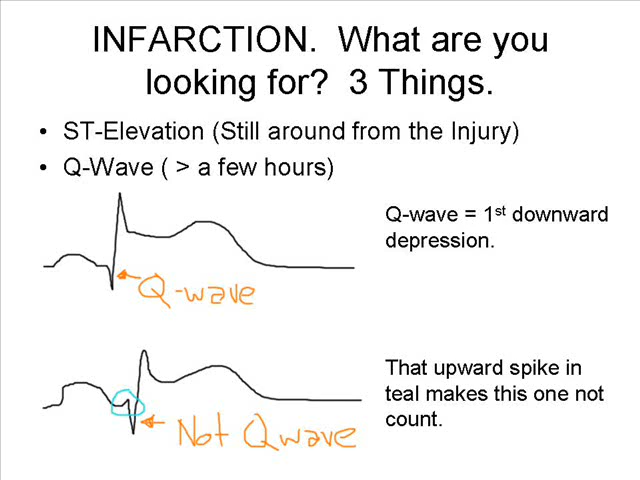 INFARCTION. What are you
looking for? 3 Things.
• ST-Elevation (Still around from the Injury)
• Q-Wave ( > a few hours)
Q-wave = 1st downward
depression.
Q-wave
That upward spike in
teal makes this one not
count.
Not Qwave